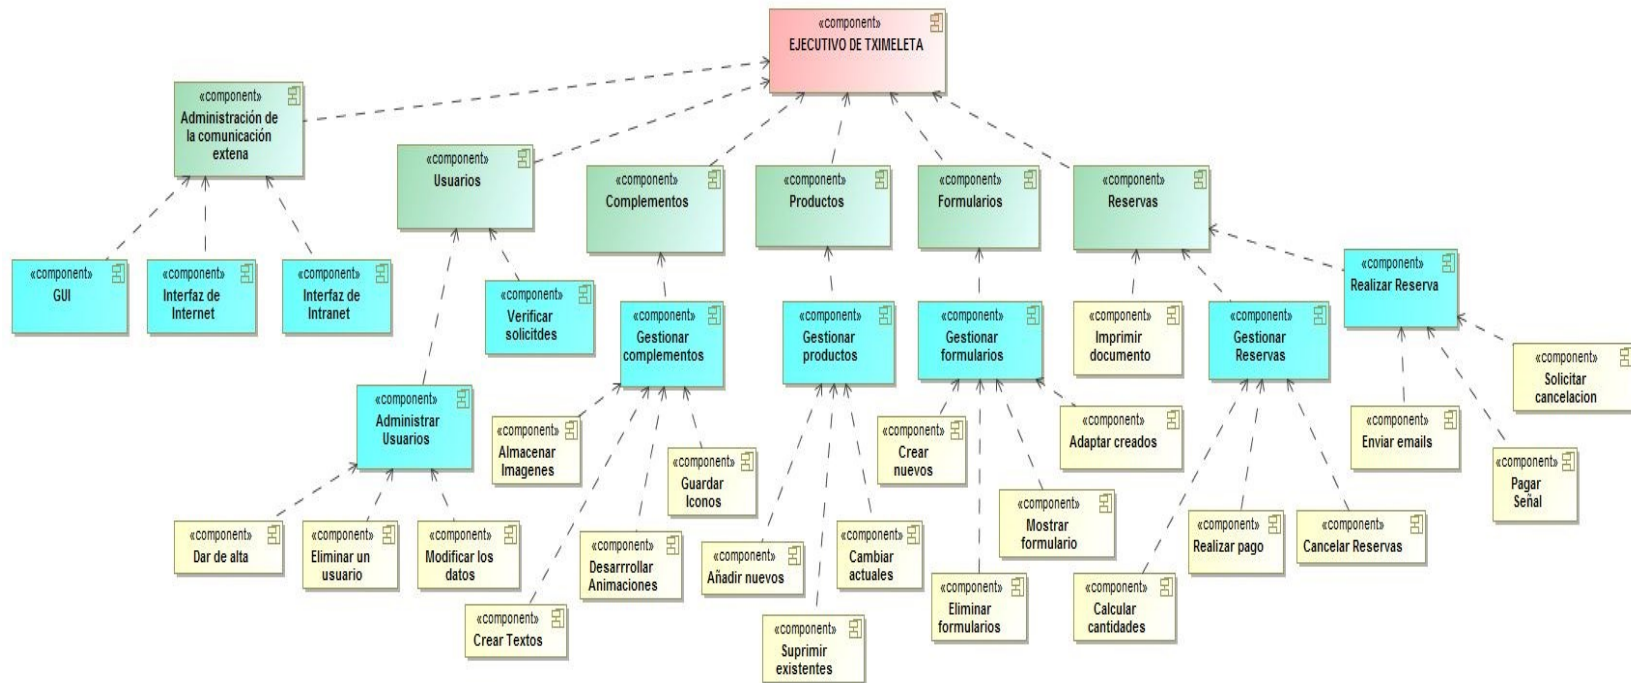 «component»
EJECUTIVO DE TXIMELETA
«component»
Administración de
la comunicación
extena
«component»
Usuarios
«component»
Complementos
«component»
Productos
«component»
Formularios
«component»
Reservas
«component»
GUI
«component»
Interfaz de
Internet
«component»
Interfaz de
Intranet
«component»
Verificar
solicitdes
«component»
Gestionar
complementos
«component»
Gestionar
productos
«component»
Gestionar
formularios
«component»
Imprimir
documento
«component»
Gestionar
Reservas
«component»
Realizar Reserva
«component»
Solicitar
cancelacion
«component»
Administrar
Usuarios
«component»
Almacenar
Imagenes
«component»
Guardar
Iconos
«component»
Crear
nuevos
«component»
Adaptar creados
«component»
Enviar emails
«component»
Pagar
Señal
«component»
Dar de alta
«component»
Eliminar un
usuario
«component»
Modificar los
datos
«component»
Desarrrollar
Animaciones
«component»
Añadir nuevos
«component»
Cambiar
actuales
«component»
Mostrar
formulario
«component»
Realizar pago
«component»
Cancelar Reservas
«component»
Crear Textos
«component»
Suprimir
existentes
«component»
Eliminar
formularios
«component»
Calcular
cantidades